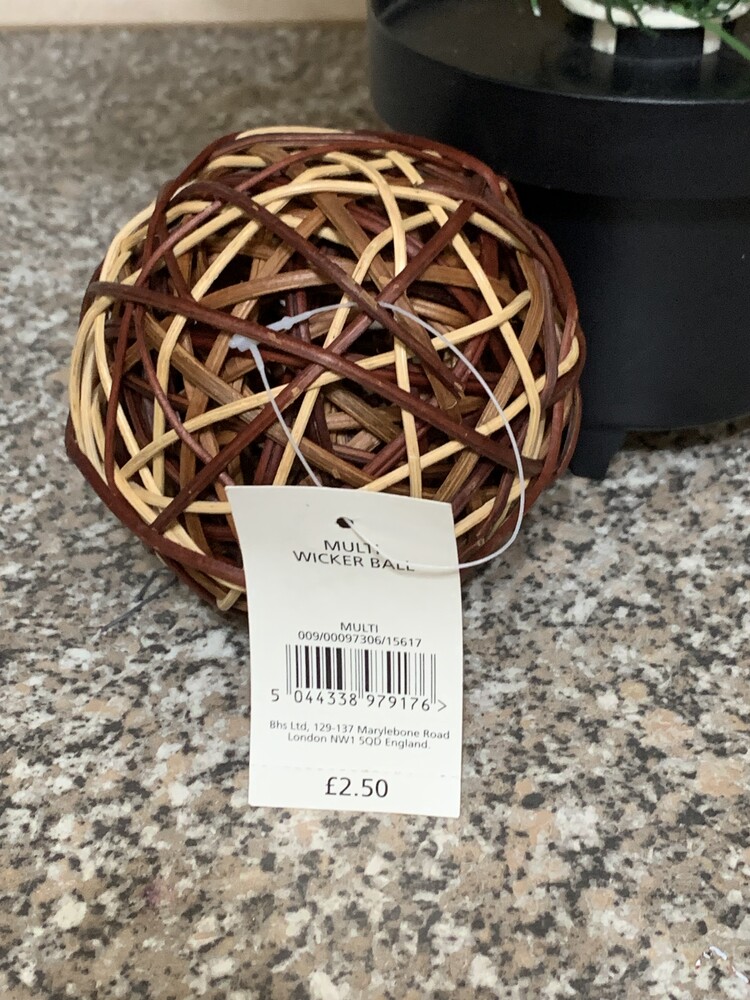 MULTI
WICKER BALL
MULTI
009/00097306/15617
5 044338 979176 >
Bhs Ltd, 129-137 Marylebone Road
London NW1 5QD England.
£2.50